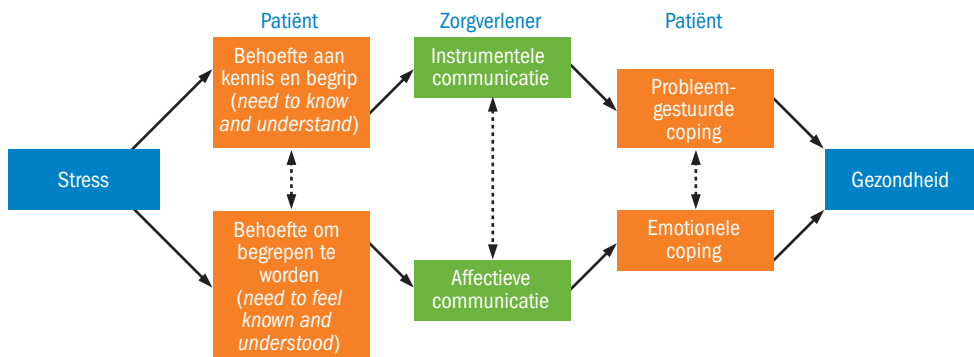 Patiënt
Zorgverlener
Patiënt
Behoefte aan
kennis en begrip
(need to know
and understand)
Instrumentele
communicatie
Probleem-
gestuurde
coping
Stress
Gezondheid
Behoefte om
begrepen te
worden
(need to feel
known and
understood)
Affectieve
communicatie
Emotionele
coping